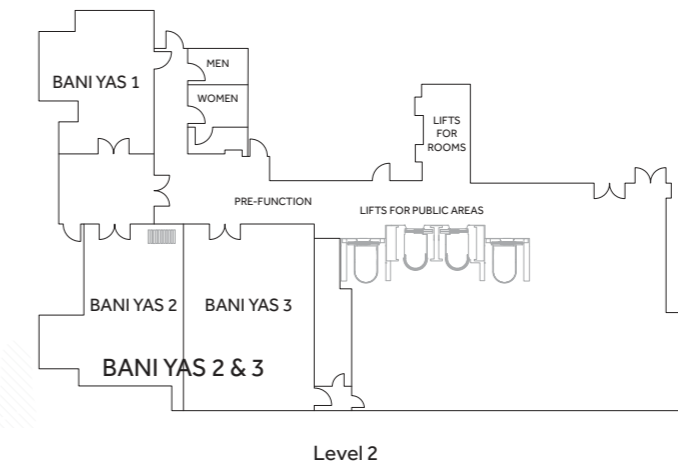 MEN
BANI YAS 1
WOMEN
LIFTS
FOR
ROOMS
PRE-FUNCTION
LIFTS FOR PUBLIC AREAS
BANI YAS 2
BANI YAS 3
BANI YAS 2 & 3
Level 2